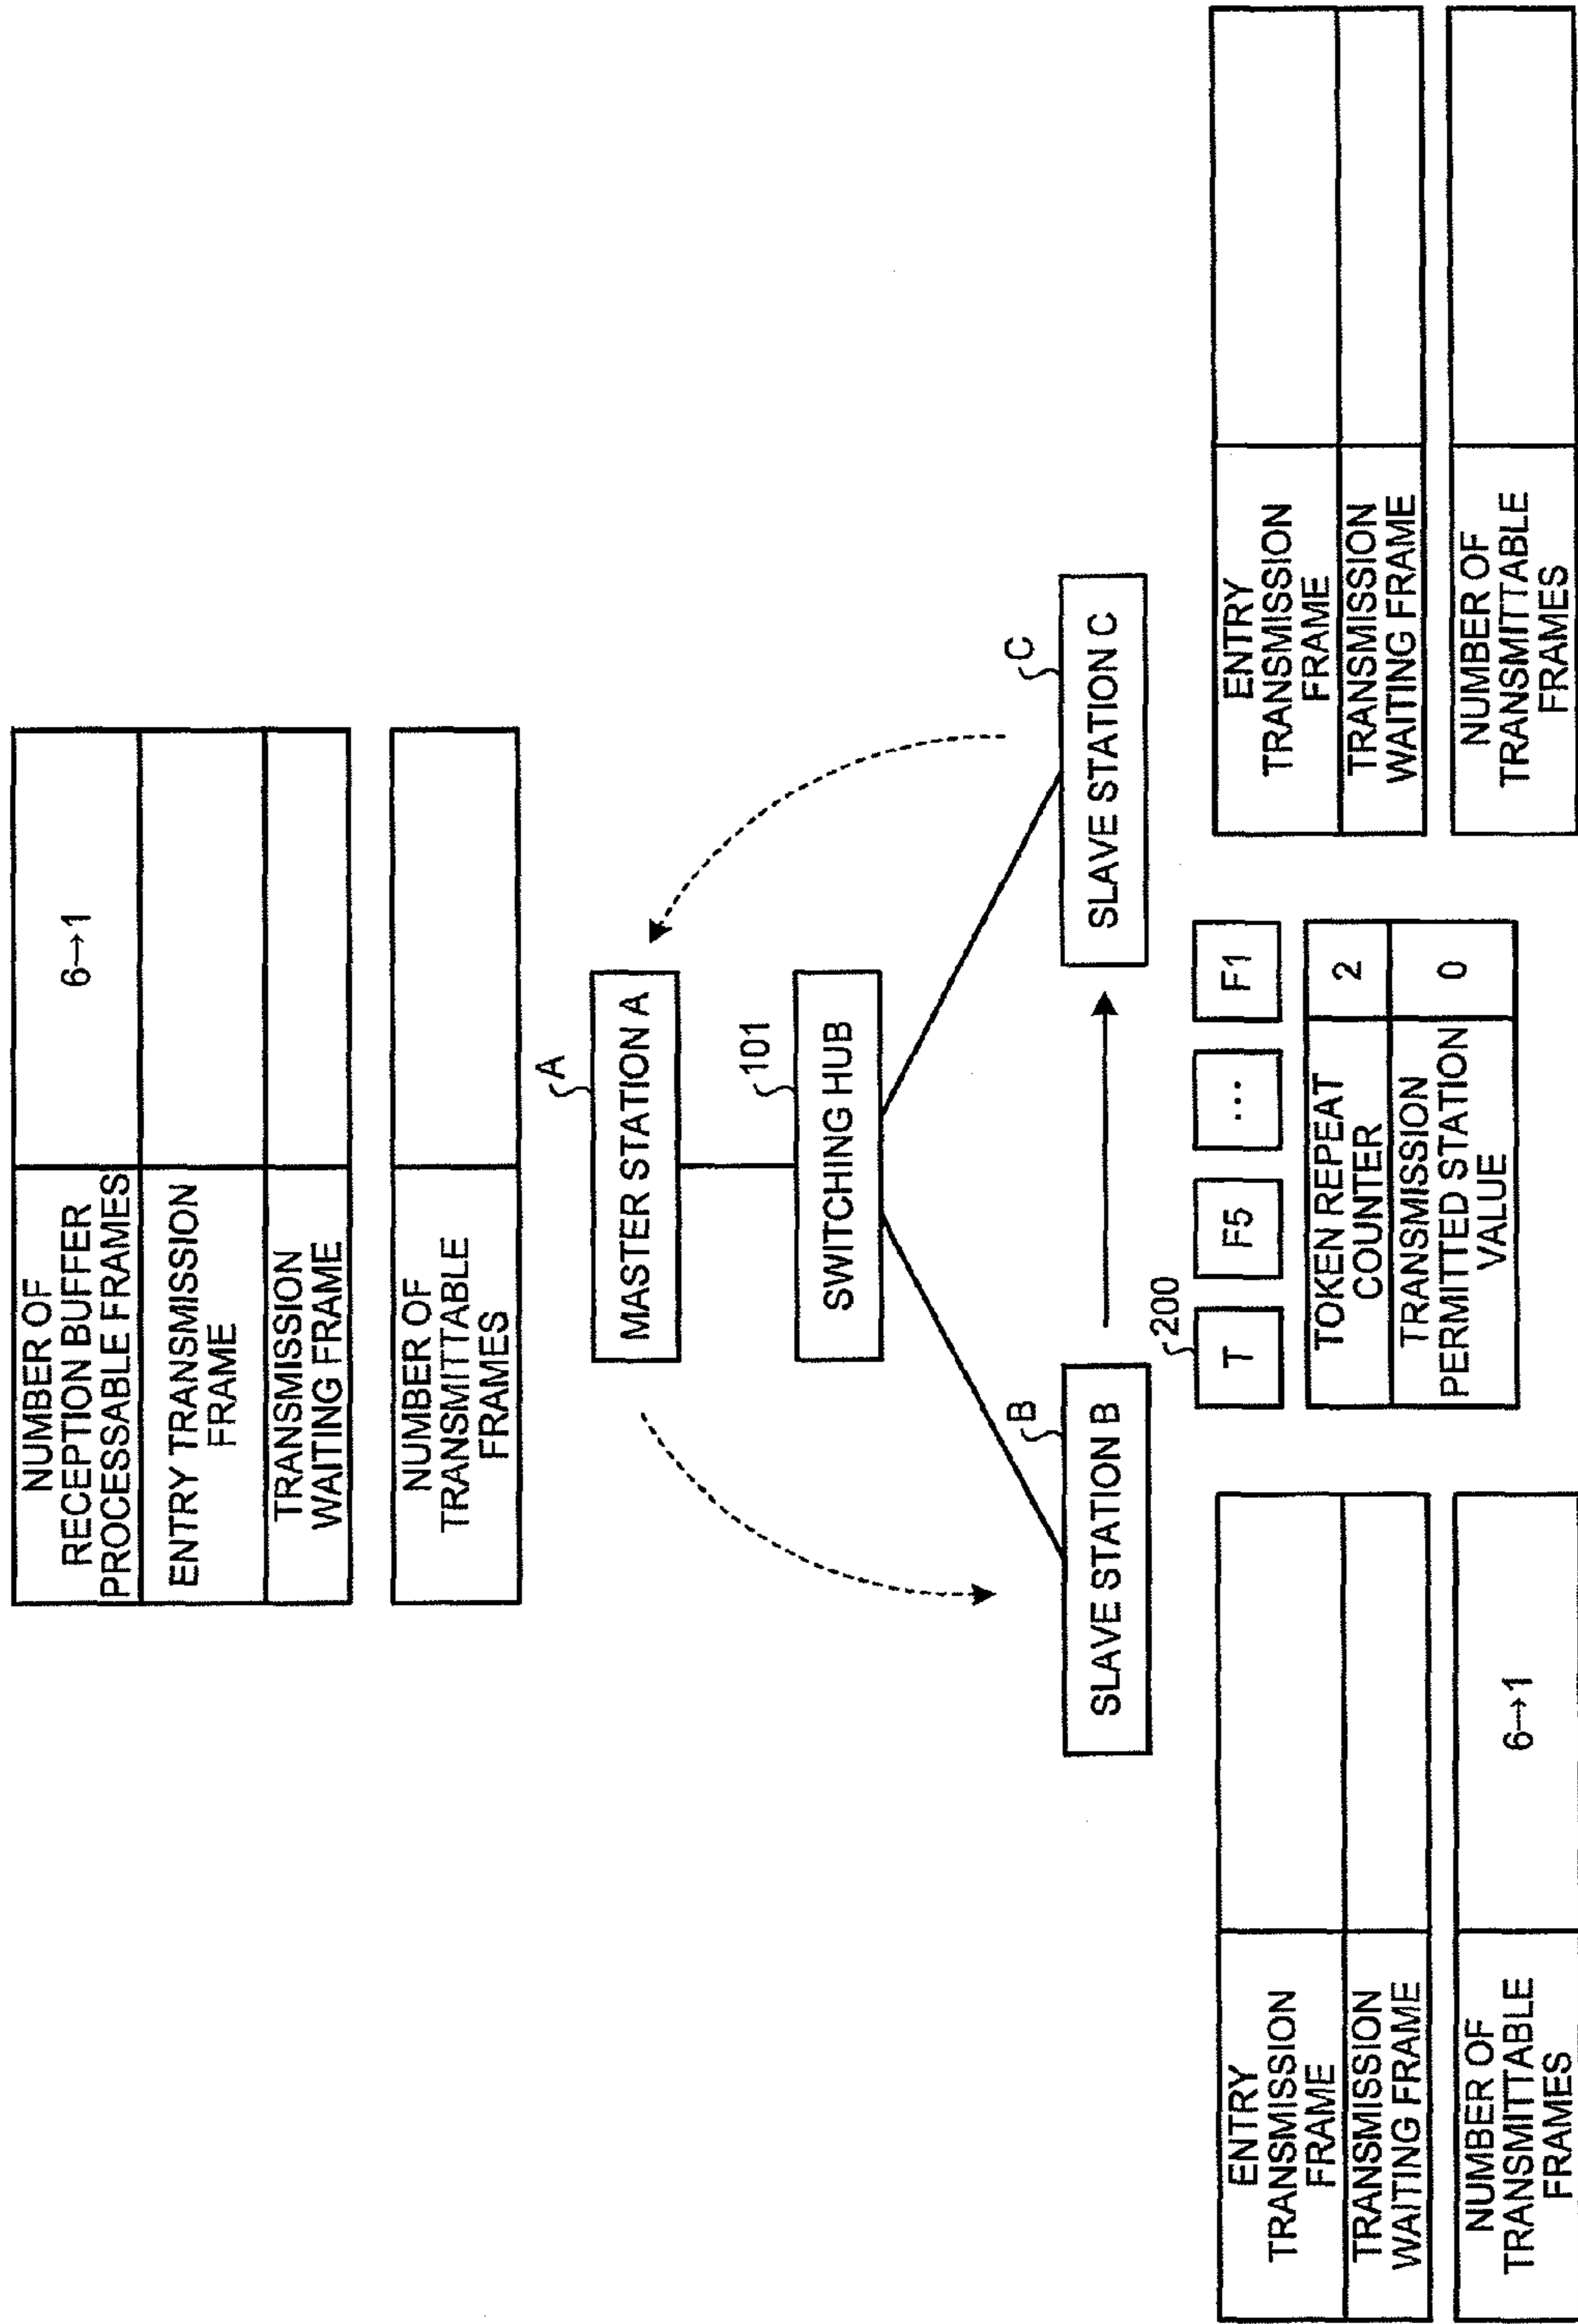 NUMBER OF
RECEPTION BUFFER
PROCESSABLE FRAMES
6→1
ENTRY TRANSMISSION
FRAME
TRANSMISSION
WAITING FRAME
NUMBER OF
TRANSMITTABLE
FRAMES
A
MASTER STATION A
101
SWITCHING HUB
B
SLAVE STATION B
C
SLAVE STATION C
200
T
F5
...
F1
TOKEN REPEAT
COUNTER
2
TRANSMISSION
PERMITTED STATION
VALUE
0
ENTRY
TRANSMISSION
FRAME
TRANSMISSION
WAITING FRAME
NUMBER OF
TRANSMITTABLE
FRAMES
6→1
ENTRY
TRANSMISSION
FRAME
TRANSMISSION
WAITING FRAME
NUMBER OF
TRANSMITTABLE
FRAMES